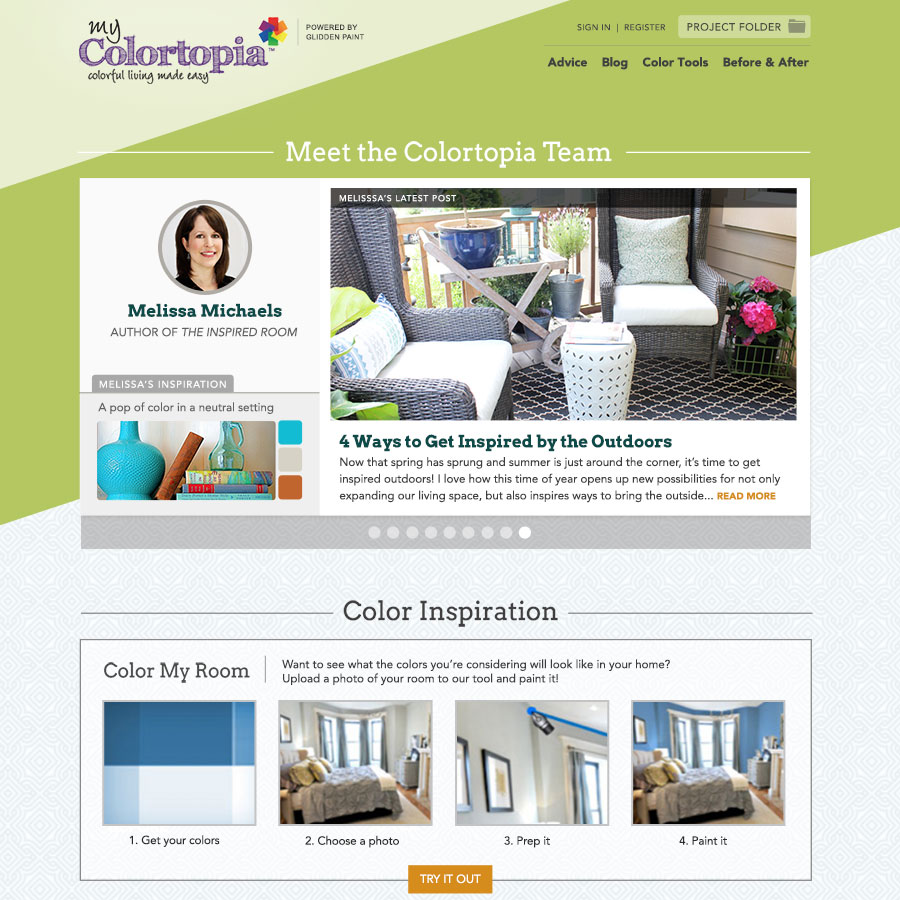 my
Colortopia™
colorful living made easy
POWERED BY
GLIDDEN PAINT
SIGN IN | REGISTER
PROJECT FOLDER
Advice Blog Color Tools Before & After
Meet the Colortopia Team
Melissa Michaels
AUTHOR OF THE INSPIRED ROOM
MELISSA'S INSPIRATION
A pop of color in a neutral setting
MELISSSA'S LATEST POST
4 Ways to Get Inspired by the Outdoors
Now that spring has sprung and summer is just around the corner, it's time to get
inspired outdoors! I love how this time of year opens up new possibilities for not only
expanding our living space, but also inspires ways to bring the outside... READ MORE
Color Inspiration
Color My Room
Want to see what the colors you're considering will look like in your home?
Upload a photo of your room to our tool and paint it!
1. Get your colors
2. Choose a photo
3. Prep it
4. Paint it
TRY IT OUT